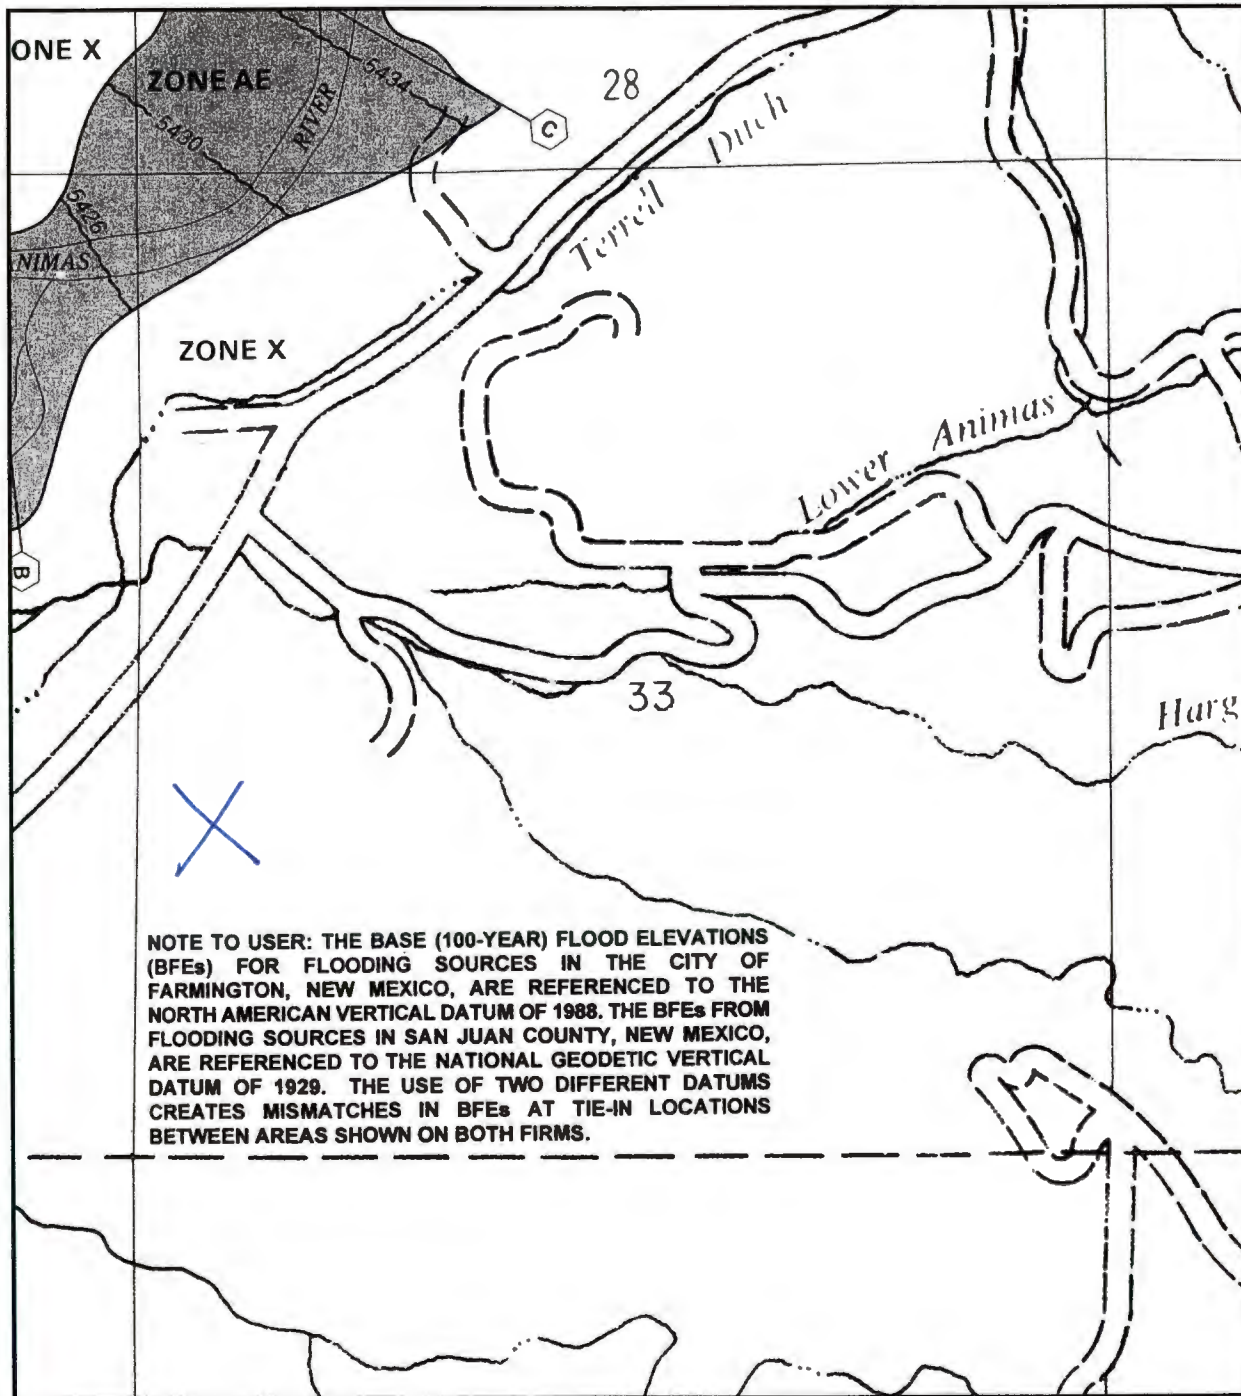 ONE X
ZONE AE
5434
28
C
5430
RIVER
Ditch
5426
Terrell
NIMAS
ZONE X
Animas
Lower
B
33
Harg
NOTE TO USER: THE BASE (100-YEAR) FLOOD ELEVATIONS
(BFEs) FOR FLOODING SOURCES IN THE CITY OF
FARMINGTON, NEW MEXICO, ARE REFERENCED TO THE
NORTH AMERICAN VERTICAL DATUM OF 1988. THE BFEs FROM
FLOODING SOURCES IN SAN JUAN COUNTY, NEW MEXICO,
ARE REFERENCED TO THE NATIONAL GEODETIC VERTICAL
DATUM OF 1929. THE USE OF TWO DIFFERENT DATUMS
CREATES MISMATCHES IN BFEs AT TIE-IN LOCATIONS
BETWEEN AREAS SHOWN ON BOTH FIRMS.